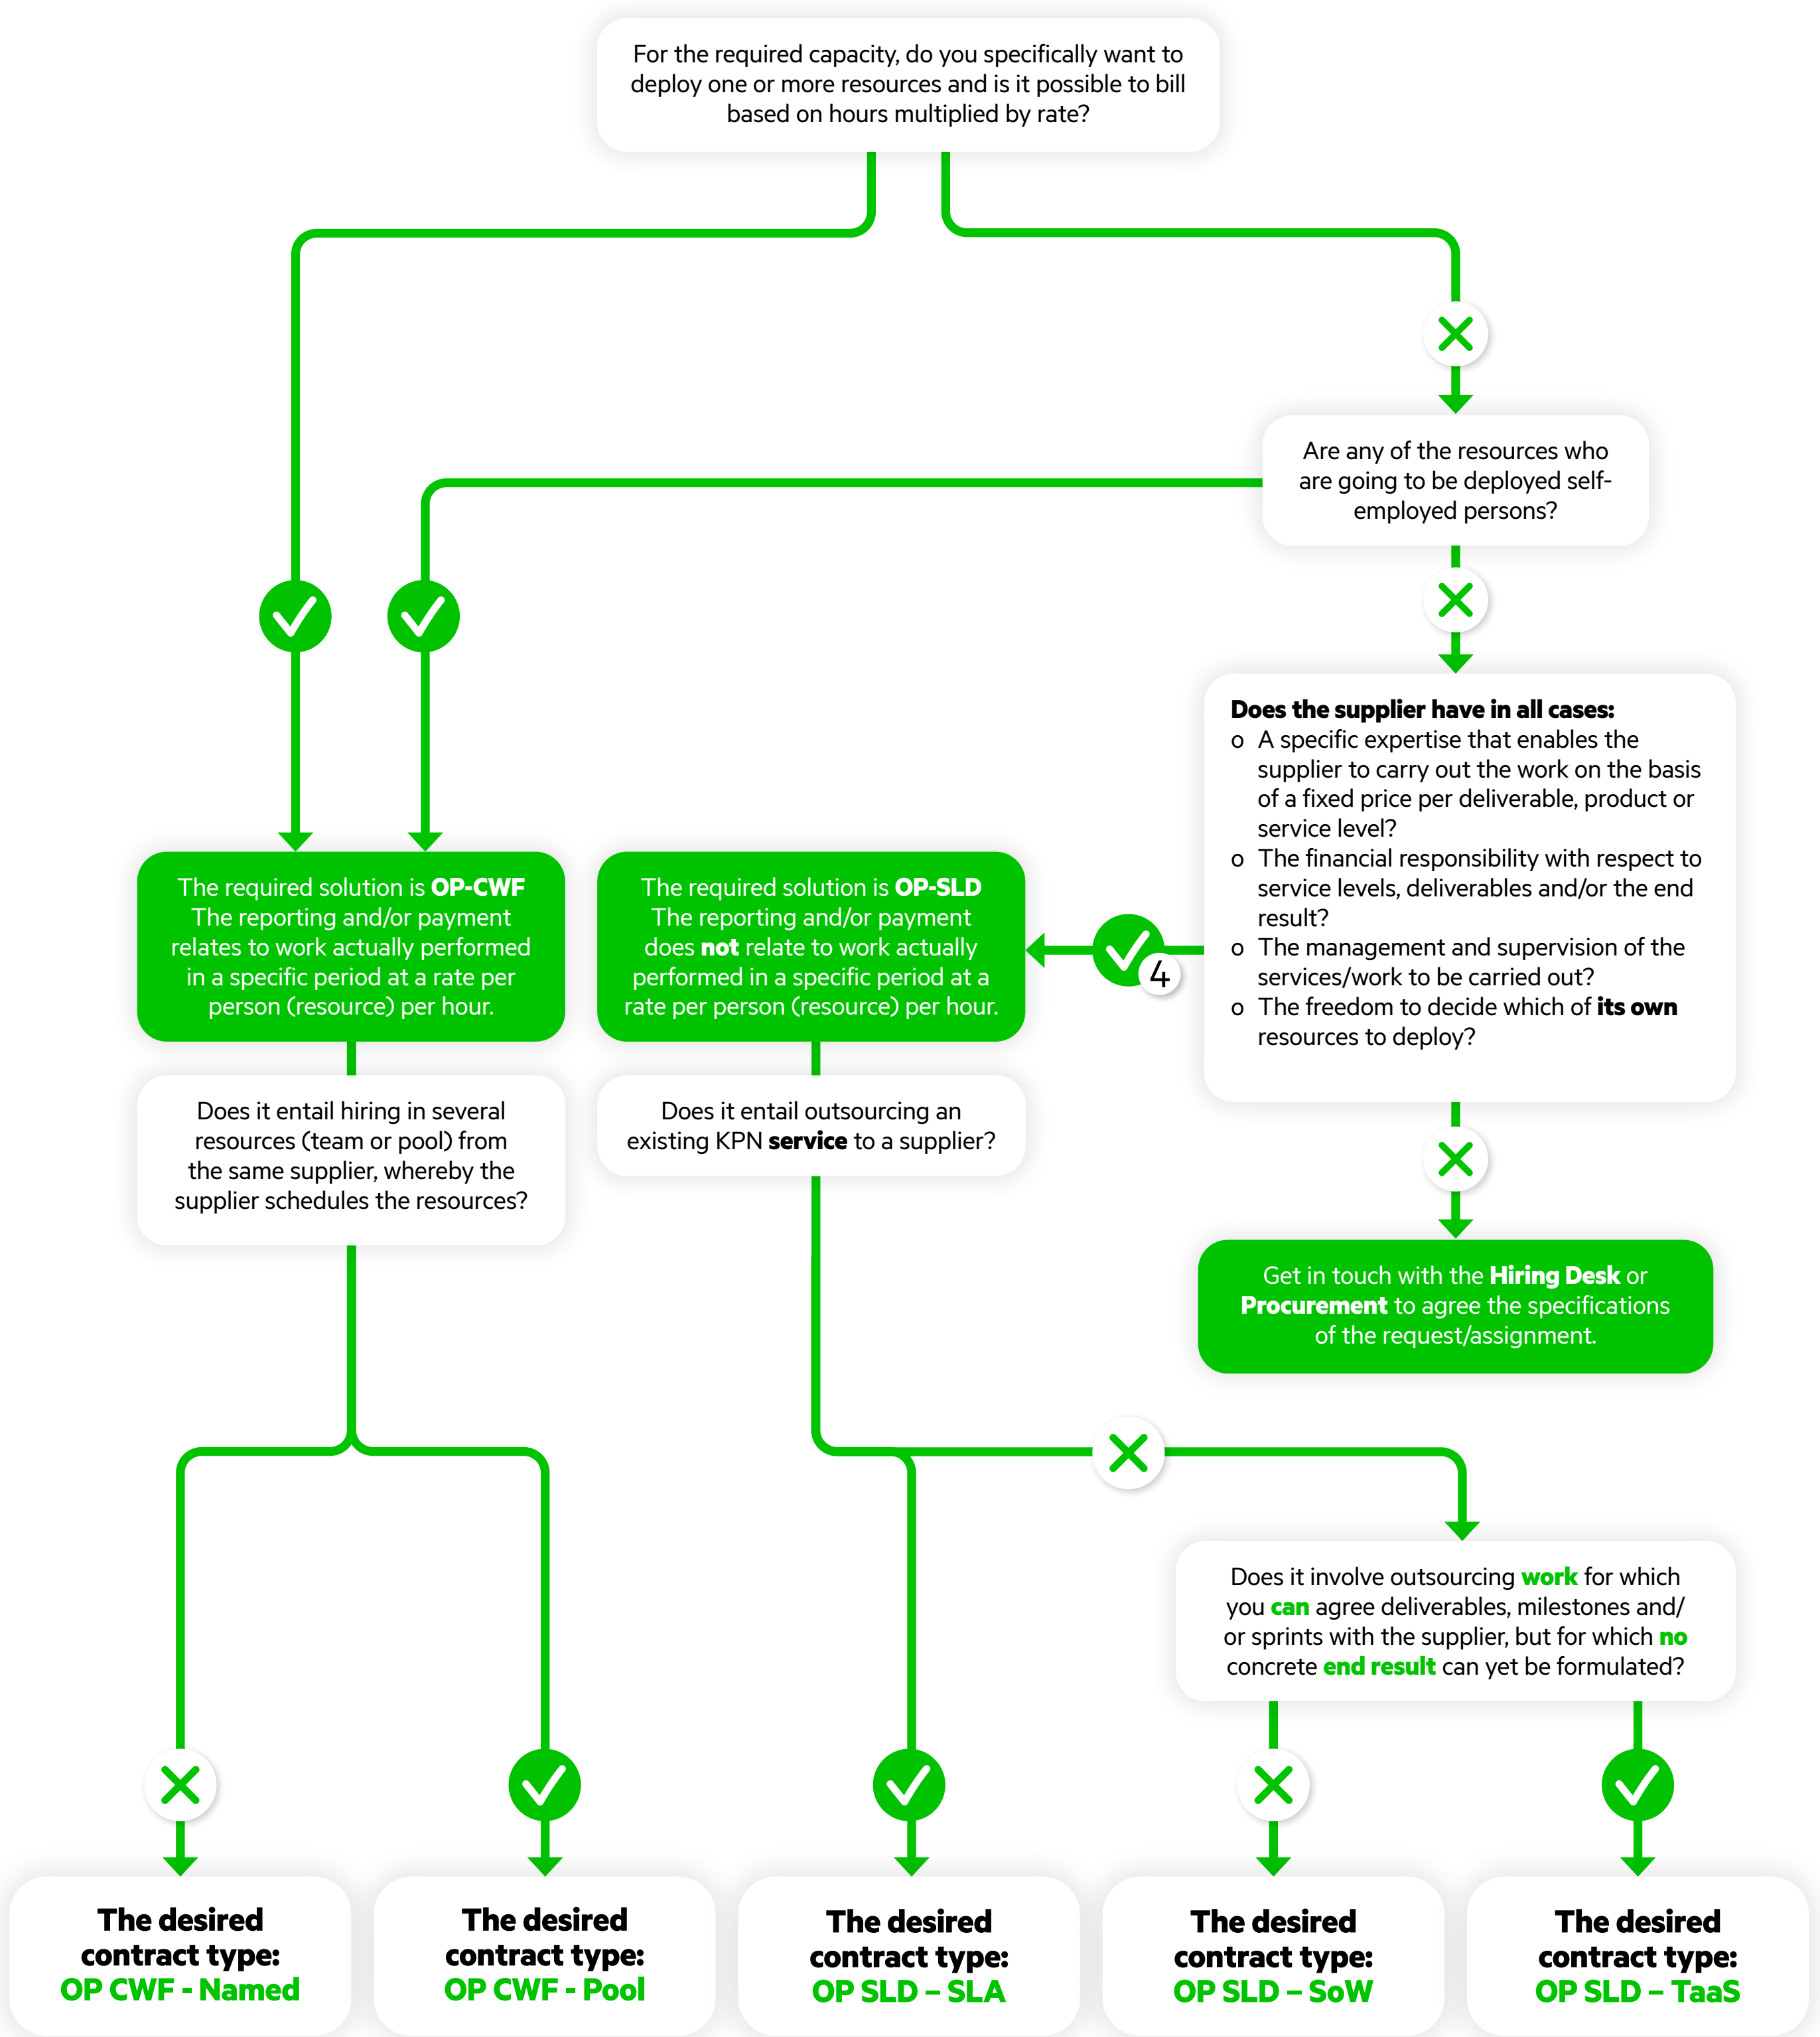 For the required capacity, do you specifically want to
deploy one or more resources and is it possible to bill
based on hours multiplied by rate?
Are any of the resources who
are going to be deployed self-
employed persons?
Does the supplier have in all cases:
o A specific expertise that enables the
supplier to carry out the work on the basis
of a fixed price per deliverable, product or
service level?
o The financial responsibility with respect to
service levels, deliverables and/or the end
result?
o The management and supervision of the
services/work to be carried out?
o The freedom to decide which of its own
resources to deploy?
The required solution is OP-CWF
The reporting and/or payment
relates to work actually performed
in a specific period at a rate per
person (resource) per hour.
The required solution is OP-SLD
The reporting and/or payment
does not relate to work actually
performed in a specific period at a
rate per person (resource) per hour.
4
Does it entail hiring in several
resources (team or pool) from
the same supplier, whereby the
supplier schedules the resources?
Does it entail outsourcing an
existing KPN service to a supplier?
Get in touch with the Hiring Desk or
Procurement to agree the specifications
of the request/assignment.
Does it involve outsourcing work for which
you can agree deliverables, milestones and/
or sprints with the supplier, but for which no
concrete end result can yet be formulated?
The desired
contract type:
OP CWF - Named
The desired
contract type:
OP CWF - Pool
The desired
contract type:
OP SLD – SLA
The desired
contract type:
OP SLD – SoW
The desired
contract type:
OP SLD – TaaS